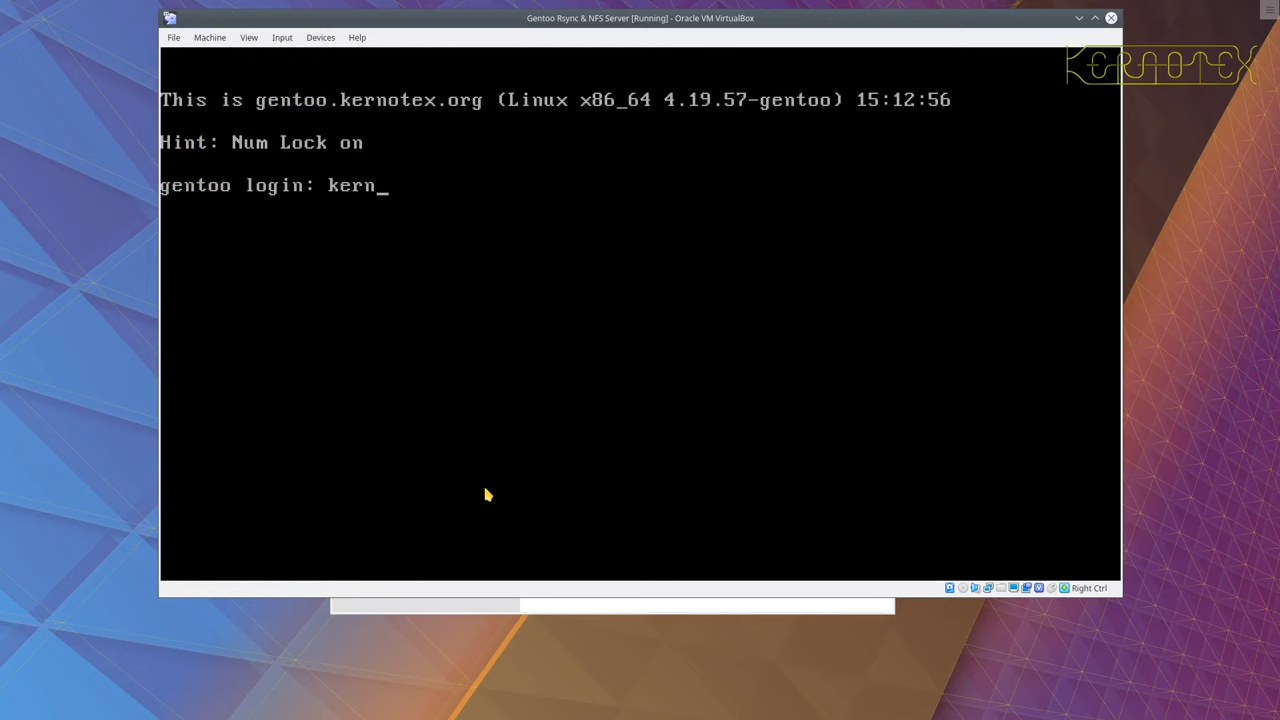 Gentoo Rsync & NFS Server [Running] - Oracle VM VirtualBox
File Machine View Input Devices Help
KERNOTEX
This is gentoo.kernotex.org (Linux x86_64 4.19.57-gentoo) 15:12:56
Hint: Num Lock on
gentoo login: kern_
Right Ctrl